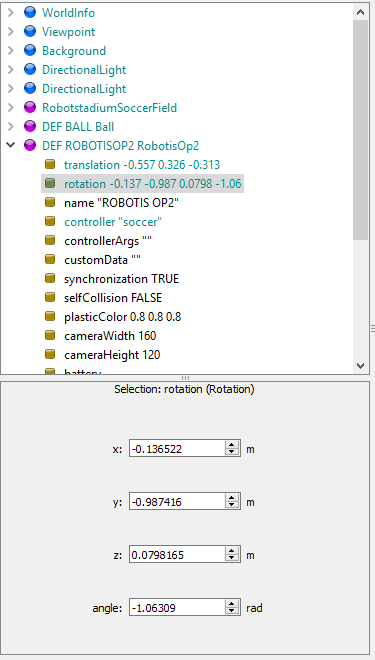 WorldInfo
Viewpoint
Background
DirectionalLight
DirectionalLight
RobotstadiumSoccerField
DEF BALL Ball
DEF ROBOTISOP2 RobotisOp2
translation -0.557 0.326 -0.313
rotation -0.137 -0.987 0.0798 -1.06
name "ROBOTIS OP2"
controller "soccer"
controllerArgs ""
customData ""
synchronization TRUE
selfCollision FALSE
plasticColor 0.8 0.8 0.8
cameraWidth 160
cameraHeight 120
battery
Selection: rotation (Rotation)
x: -0.136522 m
y: -0.987416 m
z: 0.0798165 m
angle: -1.06309 rad